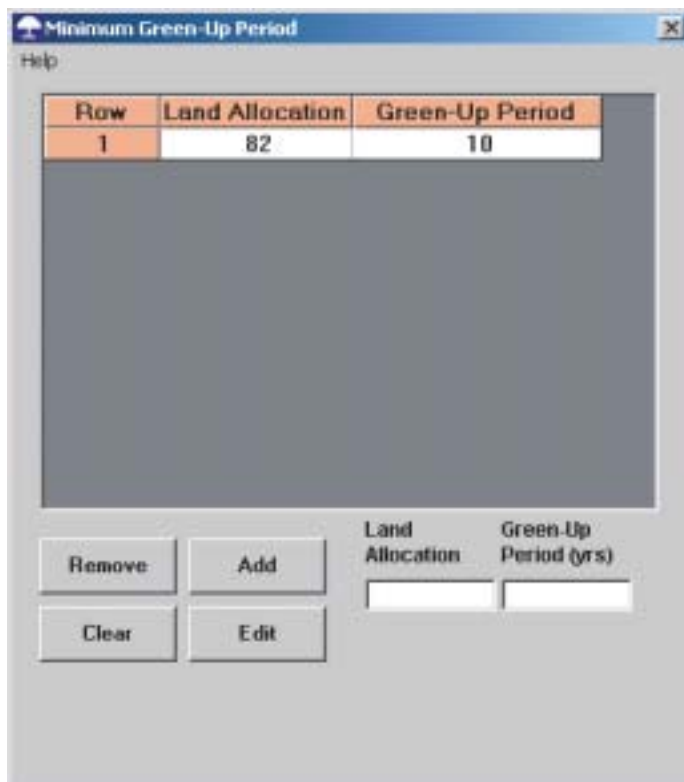 Minimum Green-Up Period
Help
Row Land Allocation Green-Up Period
1 82 10
Land Allocation
Green-Up Period (yrs)
Remove Add
Clear Edit